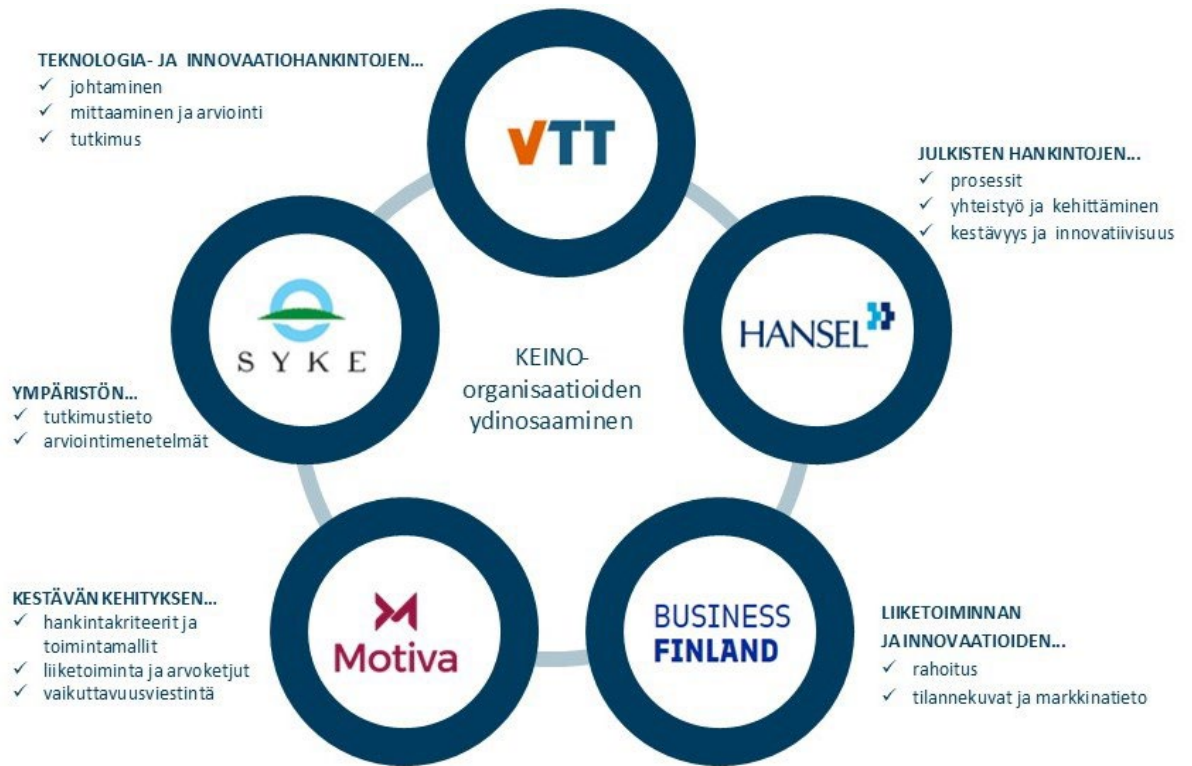 TEKNOLOGIA- JA INNOVAATIOHANKINTOJEN...
✓ johtaminen
✓ mittaaminen ja arviointi
✓ tutkimus
VTT
JULKISTEN HANKINTOJEN...
✓ prosessit
✓ yhteistyö ja kehittäminen
✓ kestävyys ja innovatiivisuus
HANSEL
SYKE
KEINO-
organisaatioiden
ydinosaaminen
YMPÄRISTÖN...
✓ tutkimustieto
✓ arviointimenetelmät
KESTÄVÄN KEHITYKSEN...
✓ hankintakriteerit ja
toimintamallit
✓ liiketoiminta ja arvoketjut
✓ vaikuttavuusviestintä
Motiva
BUSINESS
FINLAND
LIIKETOIMINNAN
JA INNOVAATIOIDEN...
✓ rahoitus
✓ tilannekuvat ja markkinatieto